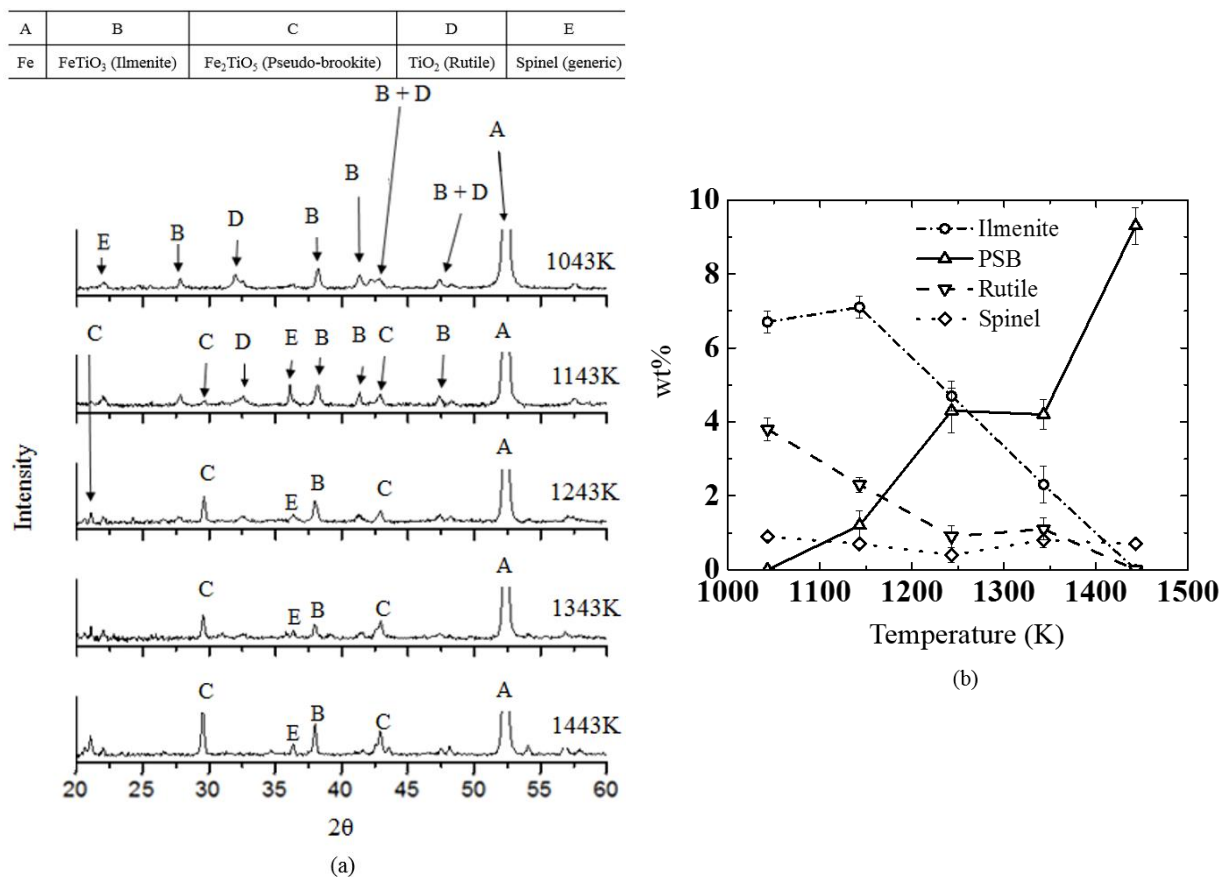 A B C D E
Fe FeTiO₃ (Ilmenite) Fe₂TiO₅ (Pseudo-brookite) TiO₂ (Rutile) Spinel (generic)
B + D
A
B
B + D
E B D B
1043K
C
C D E B B C B A
1143K
C E B C A
1243K
C E B C A
1343K
C E B C A
1443K
20 25 30 35 40 45 50 55 60
2θ
Intensity
(a)
10
8
6
4
2
0
wt%
Ilmenite
PSB
Rutile
Spinel
1000 1100 1200 1300 1400 1500
Temperature (K)
(b)